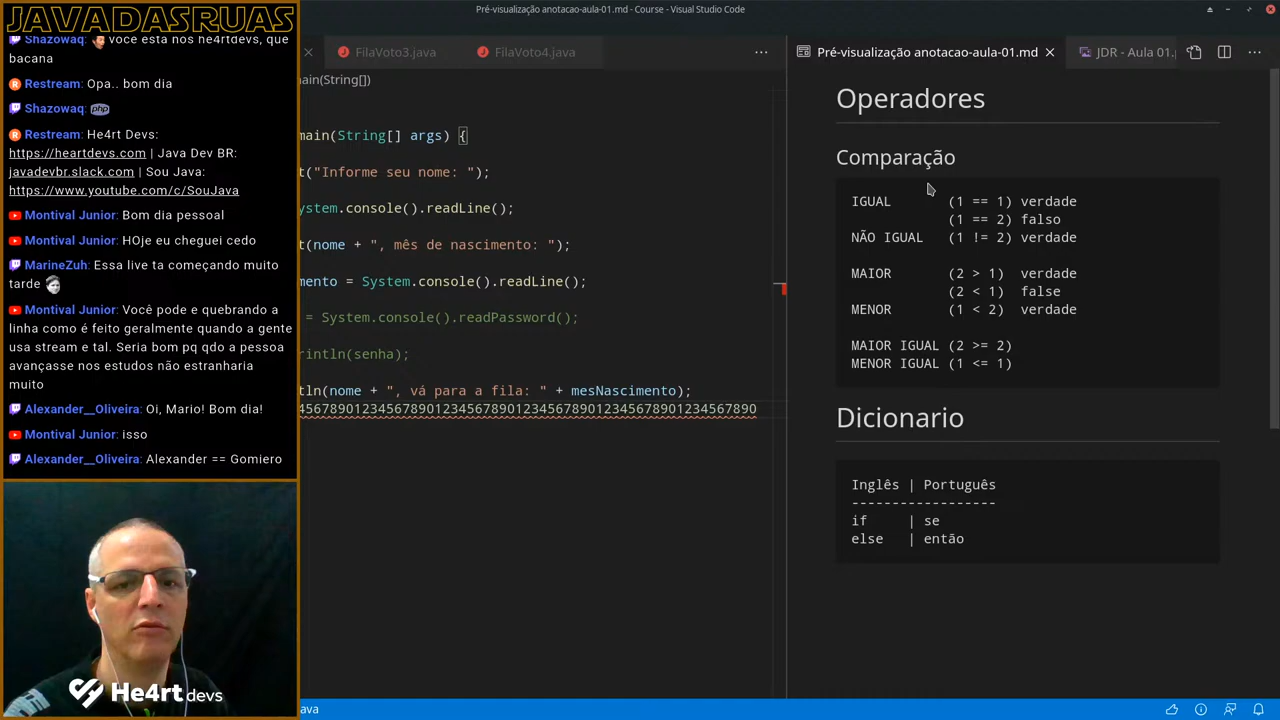 Pré-visualização anotacao-aula-01.md - Course - Visual Studio Code
JAVADASRUAS
Shazowaq: você está nos he4rtdevs, que
bacana
Restream: Opa.. bom dia
Shazowaq: php
Restream: He4rt Devs:
https://heartdevs.com | Java Dev BR:
javadevbr.slack.com | Sou Java:
https://www.youtube.com/c/SouJava
Montival Junior: Bom dia pessoal
Montival Junior: HOje eu cheguei cedo
MarineZuh: Essa live ta começando muito
tarde
Montival Junior: Você pode e quebrando a
linha como é feito geralmente quando a gente
usa stream e tal. Seria bom pq qdo a pessoa
avançasse nos estudos não estranharia
muito
Alexander__Oliveira: Oi, Mario! Bom dia!
Montival Junior: isso
Alexander__Oliveira: Alexander == Gomiero
He4rt devs
FilaVoto3.java
FilaVoto4.java
ain(String[])
main(String[] args) {
t("Informe seu nome: ");
ystem.console().readLine();
t(nome + ", mês de nascimento: ");
mento = System.console().readLine();
= System.console().readPassword();
rintln(senha);
tln(nome + ", vá para a fila: " + mesNascimento);
45678901234567890123456789012345678901234567890123456789​0
ava
Pré-visualização anotacao-aula-01.md
JDR - Aula 01.
Operadores
Comparação
IGUAL (1 == 1) verdade
(1 == 2) falso
NÃO IGUAL (1 != 2) verdade
MAIOR (2 > 1) verdade
(2 < 1) false
MENOR (1 < 2) verdade
MAIOR IGUAL (2 >= 2)
MENOR IGUAL (1 <= 1)
Dicionario
Inglês | Português
------------------
if | se
else | então